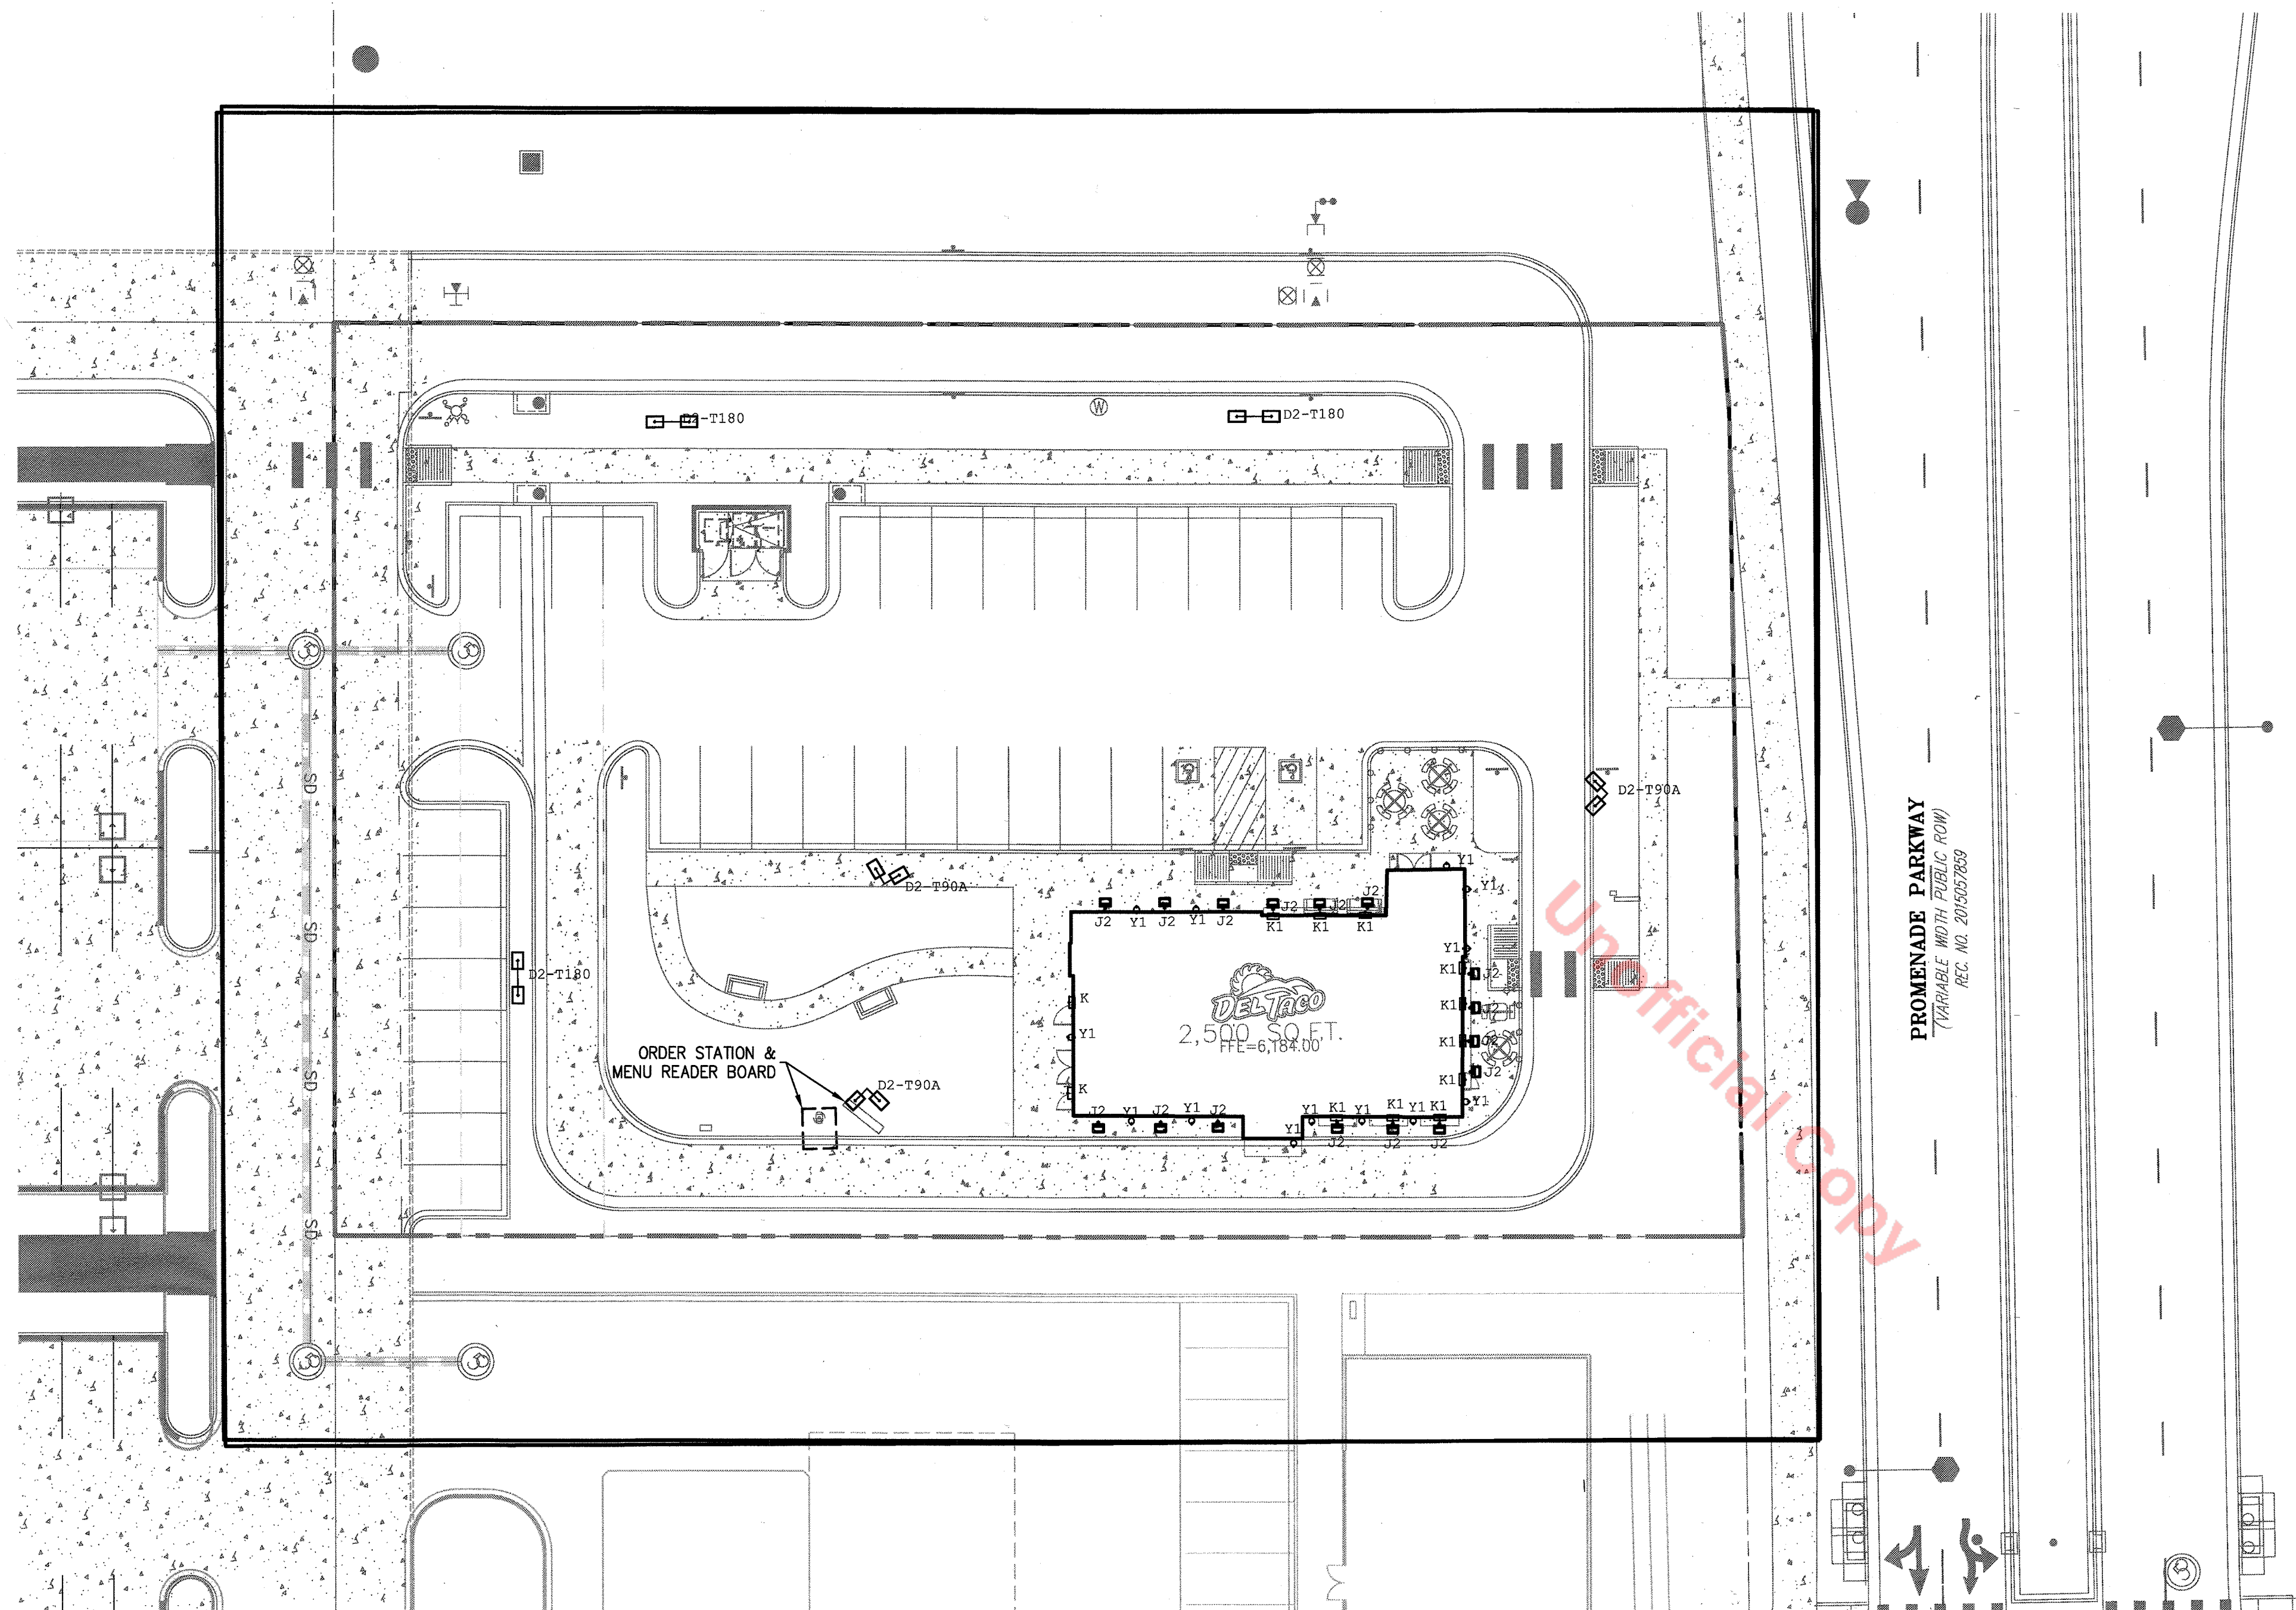 D2-T180
D2-T180
D2-T90A
D2-T90A
D2-T180
D2-T90A
W
SD
SD
SD
SD
Y1
Y1
J2
J2
Y1
J2
Y1
J2
J2
J2
K1
K1
K1
Y1
K1
J2
K1
J2
K1
J2
K1
J2
Y1
K
Y1
K
DEL TACO
2,500 SQ.FT.
FFE=6,184.00
ORDER STATION &
MENU READER BOARD
J2
Y1
J2
Y1
J2
Y1
Y1
K1
Y1
K1
Y1
K1
J2
J2
J2
PROMENADE PARKWAY
(VARIABLE WIDTH PUBLIC ROW)
REC. NO. 2015057859
Unofficial Copy